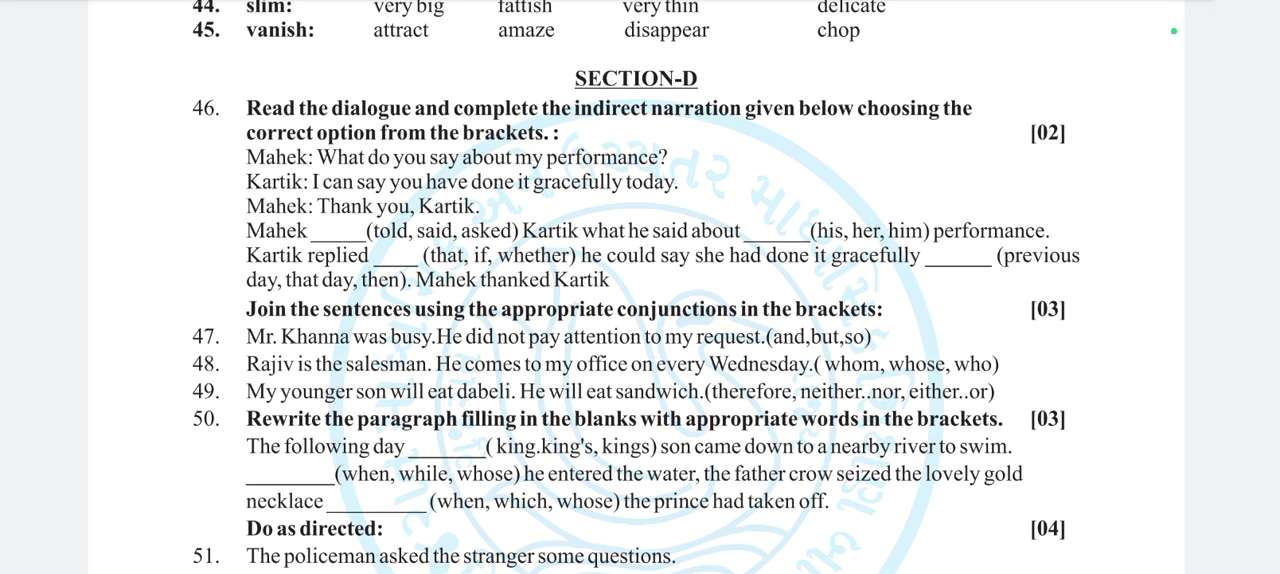 44. slim: very big fattish very thin delicate
45. vanish: attract amaze disappear chop
SECTION-D
46. Read the dialogue and complete the indirect narration given below choosing the
correct option from the brackets. : [02]
Mahek: What do you say about my performance?
Kartik: I can say you have done it gracefully today.
Mahek: Thank you, Kartik.
Mahek _____(told, said, asked) Kartik what he said about ______(his, her, him) performance.
Kartik replied ____ (that, if, whether) he could say she had done it gracefully ______ (previous
day, that day, then). Mahek thanked Kartik
Join the sentences using the appropriate conjunctions in the brackets: [03]
47. Mr. Khanna was busy.He did not pay attention to my request.(and,but,so)
48. Rajiv is the salesman. He comes to my office on every Wednesday.( whom, whose, who)
49. My younger son will eat dabeli. He will eat sandwich.(therefore, neither..nor, either..or)
50. Rewrite the paragraph filling in the blanks with appropriate words in the brackets. [03]
The following day _______( king.king's, kings) son came down to a nearby river to swim.
________(when, while, whose) he entered the water, the father crow seized the lovely gold
necklace _________ (when, which, whose) the prince had taken off.
Do as directed: [04]
51. The policeman asked the stranger some questions.